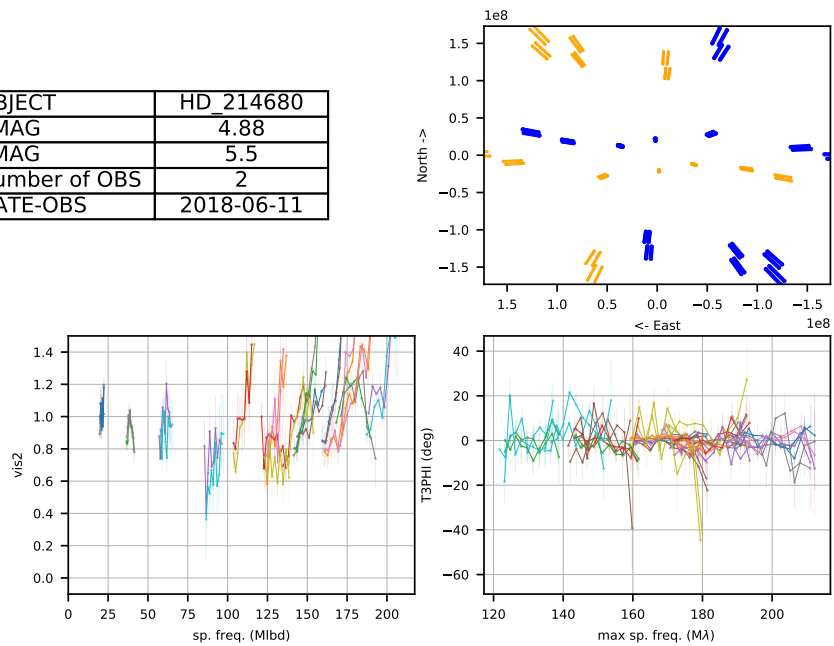 BJECT HD_214680
MAG 4.88
MAG 5.5
umber of OBS 2
ATE-OBS 2018-06-11
1e8
1.5
1.0
0.5
0.0
−0.5
−1.0
−1.5
North ->
1.5 1.0 0.5 0.0 −0.5 −1.0 −1.5
<- East
1e8
1.4
1.2
1.0
0.8
0.6
0.4
0.2
0.0
vis2
0 25 50 75 100 125 150 175 200
sp. freq. (Mlbd)
40
20
0
−20
−40
−60
T3PHI (deg)
120 140 160 180 200
max sp. freq. (Mλ)